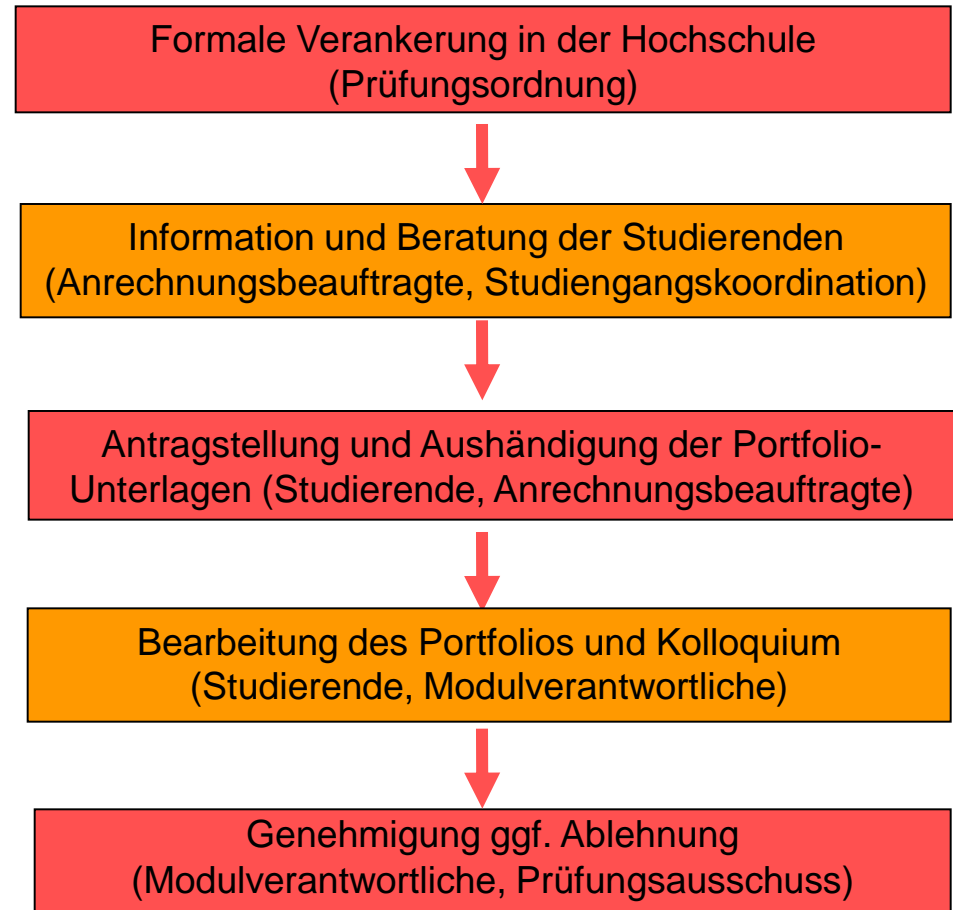 Formale Verankerung in der Hochschule
(Prüfungsordnung)
Information und Beratung der Studierenden
(Anrechnungsbeauftragte, Studiengangskoordination)
Antragstellung und Aushändigung der Portfolio-
Unterlagen (Studierende, Anrechnungsbeauftragte)
Bearbeitung des Portfolios und Kolloquium
(Studierende, Modulverantwortliche)
Genehmigung ggf. Ablehnung
(Modulverantwortliche, Prüfungsausschuss)